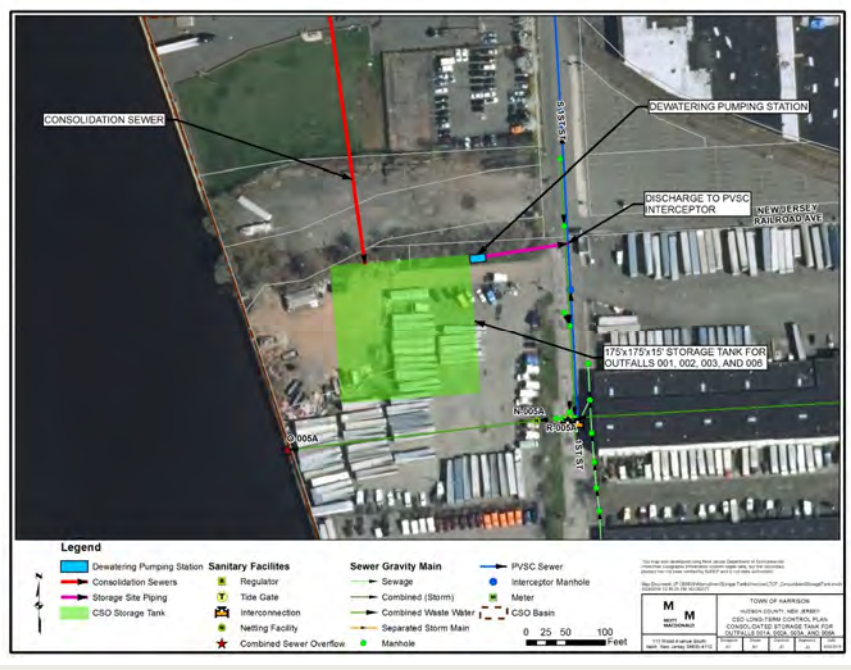 CONSOLIDATION SEWER
S 1ST ST
DEWATERING PUMPING STATION
DISCHARGE TO PVSC
INTERCEPTOR
NEW JERSEY
RAILROAD AVE
175'x175'x15' STORAGE TANK FOR
OUTFALLS 001, 002, 003, AND 006
N-005A
R-005A
O-005A
1ST ST
Legend
Dewatering Pumping Station
Consolidation Sewers
Storage Site Piping
CSO Storage Tank
Sanitary Facilites
Regulator
Tide Gate
Interconnection
Netting Facility
Combined Sewer Overflow
Sewer Gravity Main
Sewage
Combined (Storm)
Combined Waste Water
Separated Storm Main
Manhole
PVSC Sewer
Interceptor Manhole
Meter
CSO Basin
0 25 50 100
Feet
N
M
M
MOTT
MACDONALD
TOWN OF HARRISON
HUDSON COUNTY, NEW JERSEY
CSO LONG-TERM CONTROL PLAN
CONSOLIDATED STORAGE TANK FOR
OUTFALLS 001A, 002A, 003A, AND 006A